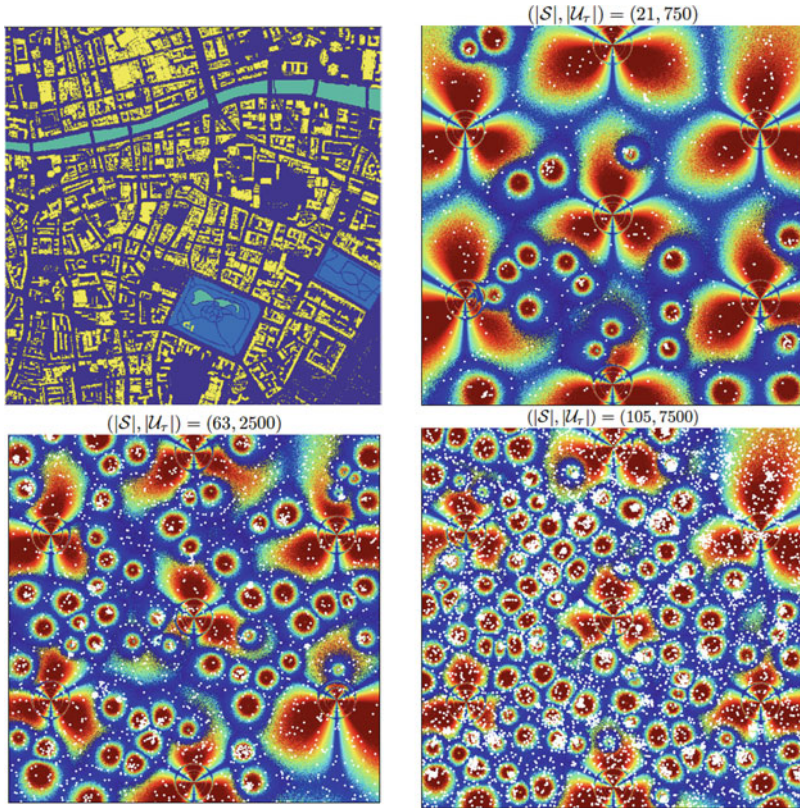 (|𝒮|, |𝒰_τ|) = (21, 750)
(|𝒮|, |𝒰_τ|) = (63, 2500)
(|𝒮|, |𝒰_τ|) = (105, 7500)